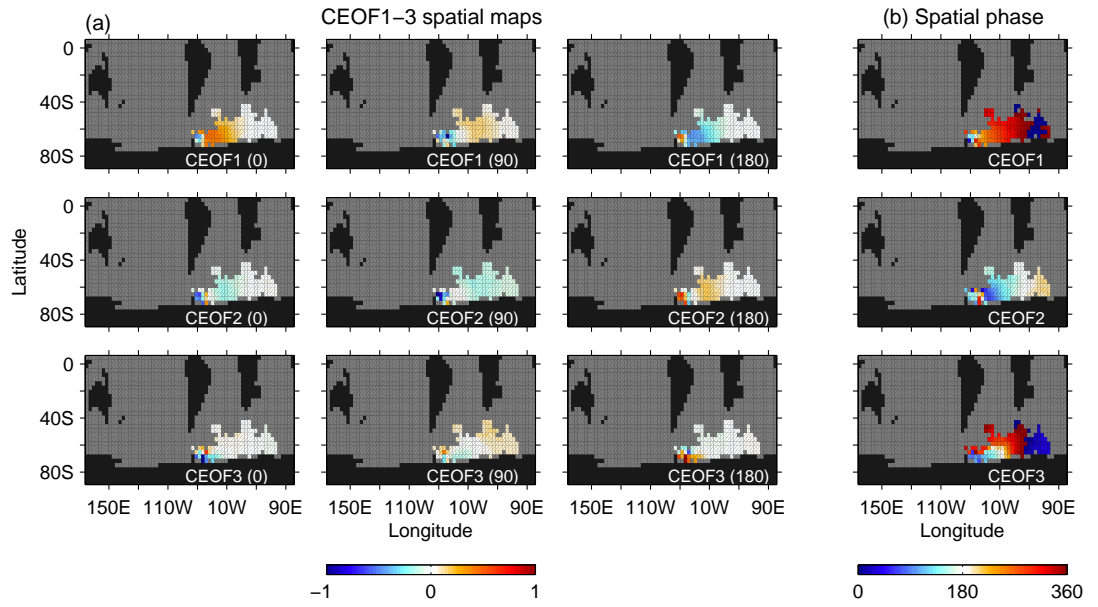 (a)
CEOF1−3 spatial maps
(b) Spatial phase
0
40S
80S
CEOF1 (0)
CEOF1 (90)
CEOF1 (180)
CEOF1
Latitude
0
40S
80S
CEOF2 (0)
CEOF2 (90)
CEOF2 (180)
CEOF2
0
40S
80S
CEOF3 (0)
CEOF3 (90)
CEOF3 (180)
CEOF3
150E 110W 10W 90E
150E 110W 10W 90E
150E 110W 10W 90E
150E 110W 10W 90E
Longitude
Longitude
−1 0 1
0 180 360